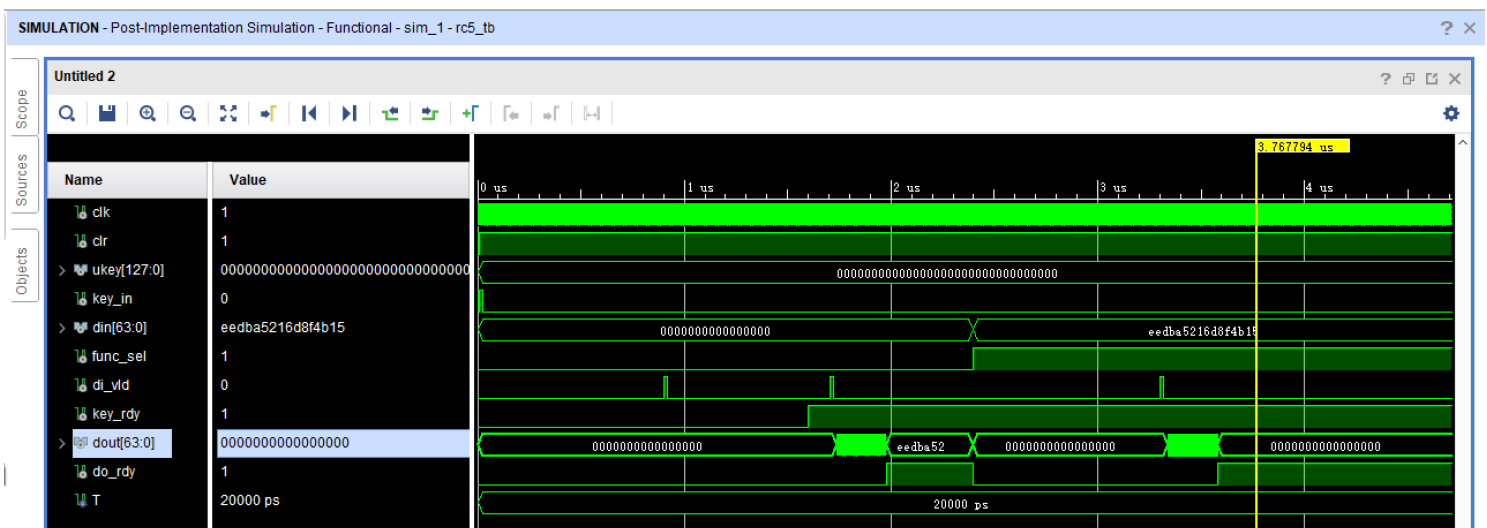 SIMULATION - Post-Implementation Simulation - Functional - sim_1 - rc5_tb
Untitled 2
Scope
Sources
Objects
3.767794 us
Name Value
0 us 1 us 2 us 3 us 4 us
clk 1
clr 1
ukey[127:0] 00000000000000000000000000000000 00000000000000000000000000000000
key_in 0
din[63:0] eedba5216d8f4b15 0000000000000000 eedba5216d8f4b15
func_sel 1
di_vld 0
key_rdy 1
dout[63:0] 0000000000000000 0000000000000000 eedba52 0000000000000000 0000000000000000
do_rdy 1
T 20000 ps 20000 ps